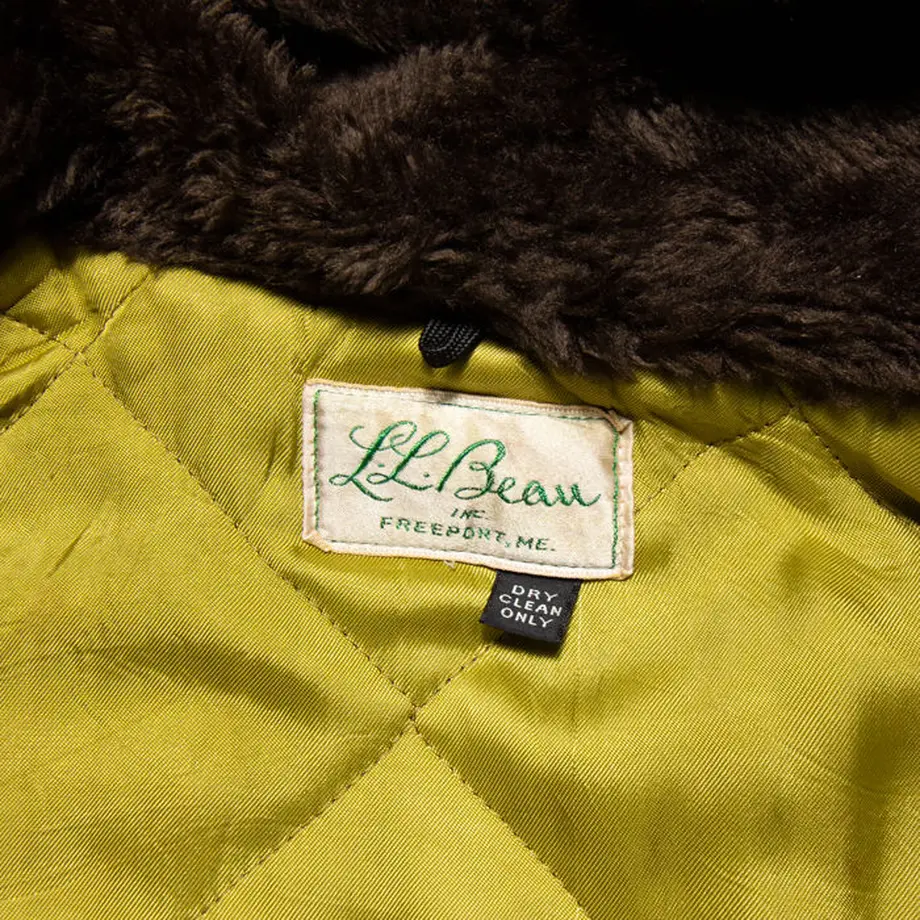 L.L. Bean
INC
FREEPORT, ME.
DRY
CLEAN
ONLY